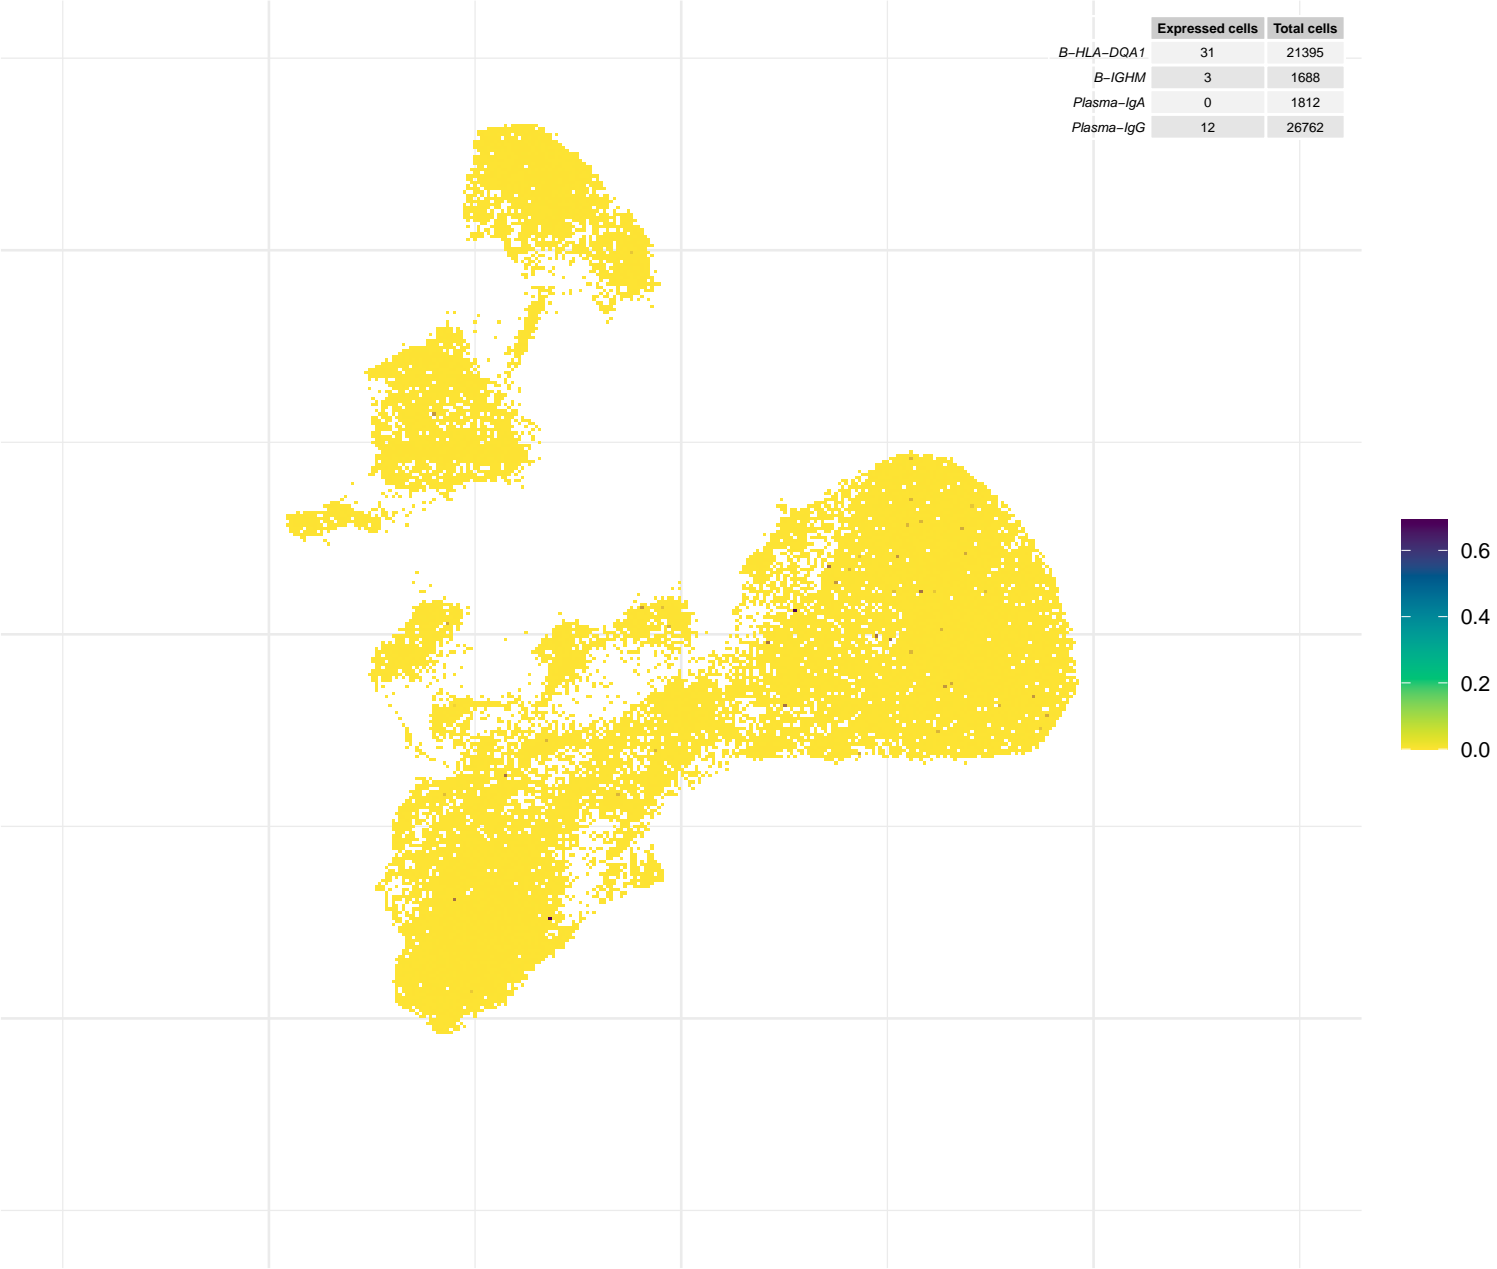 Expressed cells Total cells
B−HLA−DQA1 31 21395
B−IGHM 3 1688
Plasma−IgA 0 1812
Plasma−IgG 12 26762
0.6
0.4
0.2
0.0